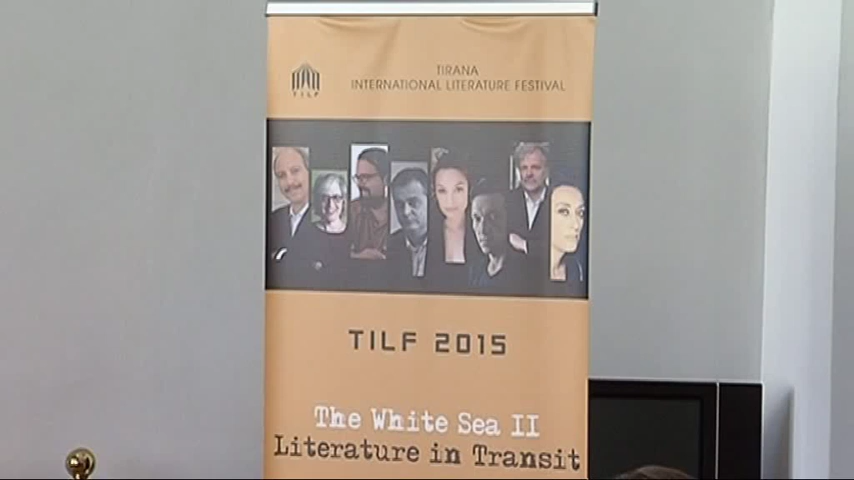 TIRANA
INTERNATIONAL LITERATURE FESTIVAL
TILF
TILF 2015
The White Sea II
Literature in Transit